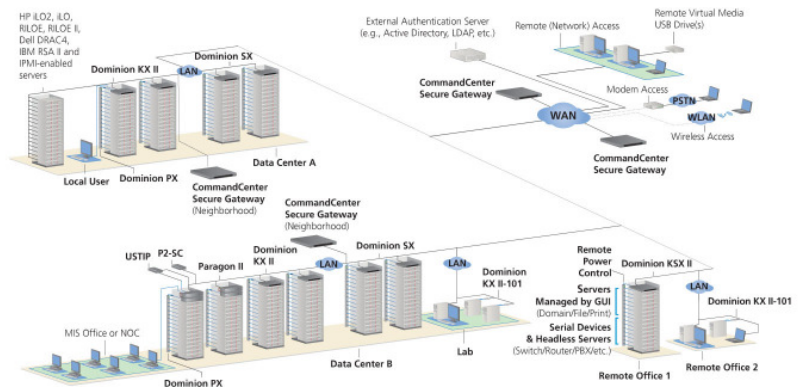 HP iLO2, iLO,
RILOE, RILOE II,
Dell DRAC4,
IBM RSA II and
IPMI-enabled
servers
Dominion KX II
LAN
Dominion SX
Local User
Dominion PX
CommandCenter
Secure Gateway
(Neighborhood)
Data Center A
External Authentication Server
(e.g., Active Directory, LDAP, etc.)
Remote (Network) Access
Remote Virtual Media
USB Drive(s)
CommandCenter
Secure Gateway
Modem Access
PSTN
WAN
WLAN
Wireless Access
CommandCenter
Secure Gateway
CommandCenter
Secure Gateway
(Neighborhood)
USTIP
P2-SC
Paragon II
Dominion
KX II
LAN
Dominion SX
LAN
Dominion
KX II-101
MIS Office or NOC
Dominion PX
Data Center B
Lab
Remote
Power
Control
Dominion KSX II
Servers
Managed by GUI
(Domain/File/Print)
Serial Devices
& Headless Servers
(Switch/Router/PBX/etc.)
Remote Office 1
LAN
Dominion KX II-101
Remote Office 2